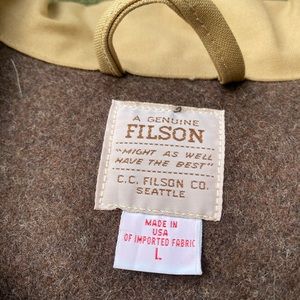 A GENUINE
FILSON
"MIGHT AS WELL
HAVE THE BEST"
C.C. FILSON CO.
SEATTLE
MADE IN
USA
OF IMPORTED FABRIC
L